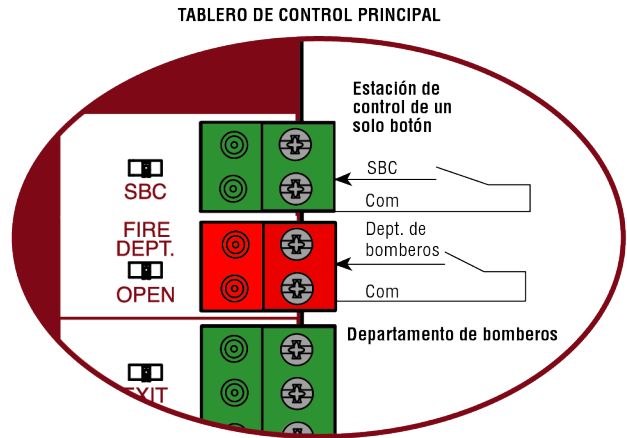 TABLERO DE CONTROL PRINCIPAL
Estación de
control de un
solo botón
SBC
SBC
Com
FIRE
DEPT.
Dept. de
bomberos
OPEN
Com
Departamento de bomberos
EXIT